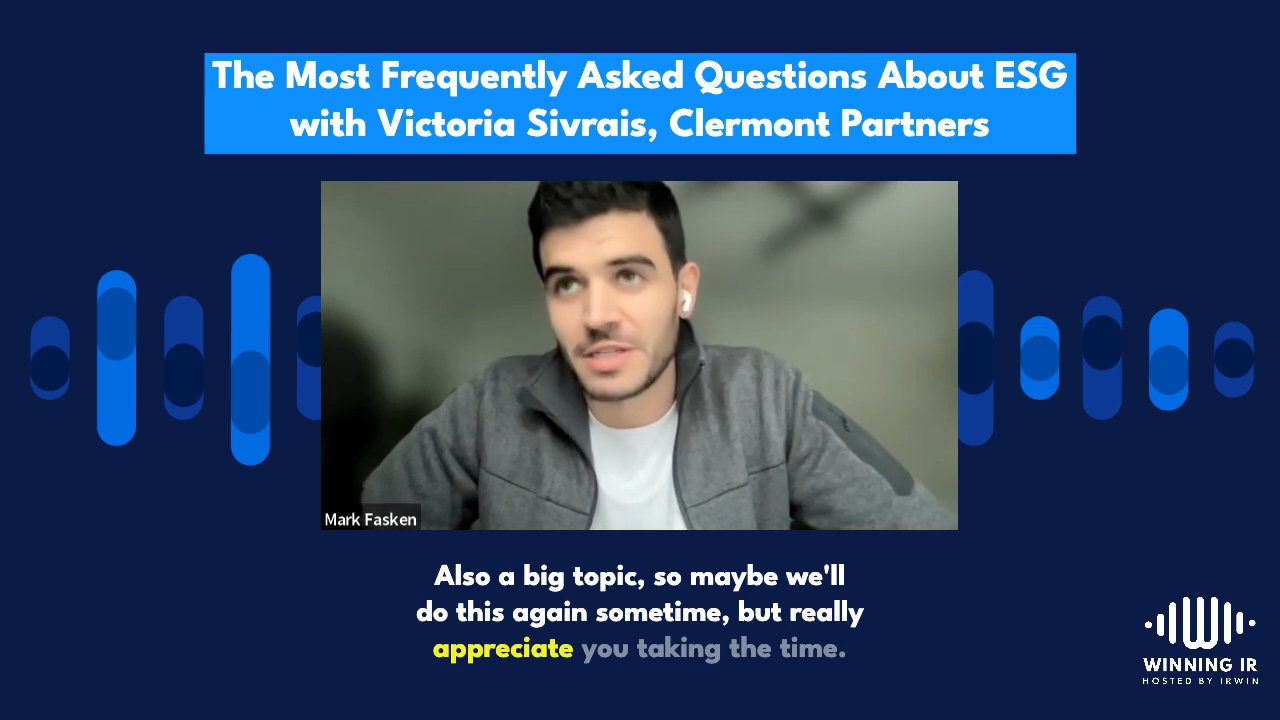 The Most Frequently Asked Questions About ESG
with Victoria Sivrais, Clermont Partners
Mark Fasken
Also a big topic, so maybe we'll
do this again sometime, but really
appreciate you taking the time.
WINNING IR
HOSTED BY IRWIN